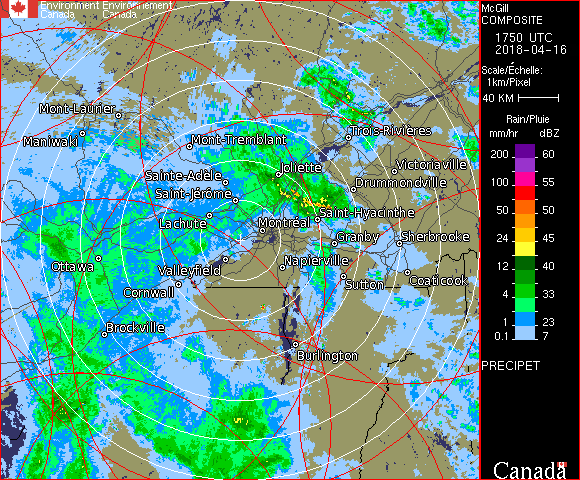 Environment Environnement
Canada Canada
McGill
COMPOSITE
1750 UTC
2018-04-16
Scale/Échelle:
1km/Pixel
40 KM
Rain/Pluie
mm/hr dBZ
200 60
100 55
50 50
24 45
12 40
4 33
1 23
0.1 7
PRECIPET
Canada
Mont-Laurier
Maniwaki
Mont-Tremblant
Trois-Rivières
Sainte-Adèle
Joliette
Victoriaville
Saint-Jérôme
Drummondville
Lachute
Montréal
Saint-Hyacinthe
Granby
Sherbrooke
Ottawa
Valleyfield
Napierville
Cornwall
Sutton
Coaticook
Brockville
Burlington